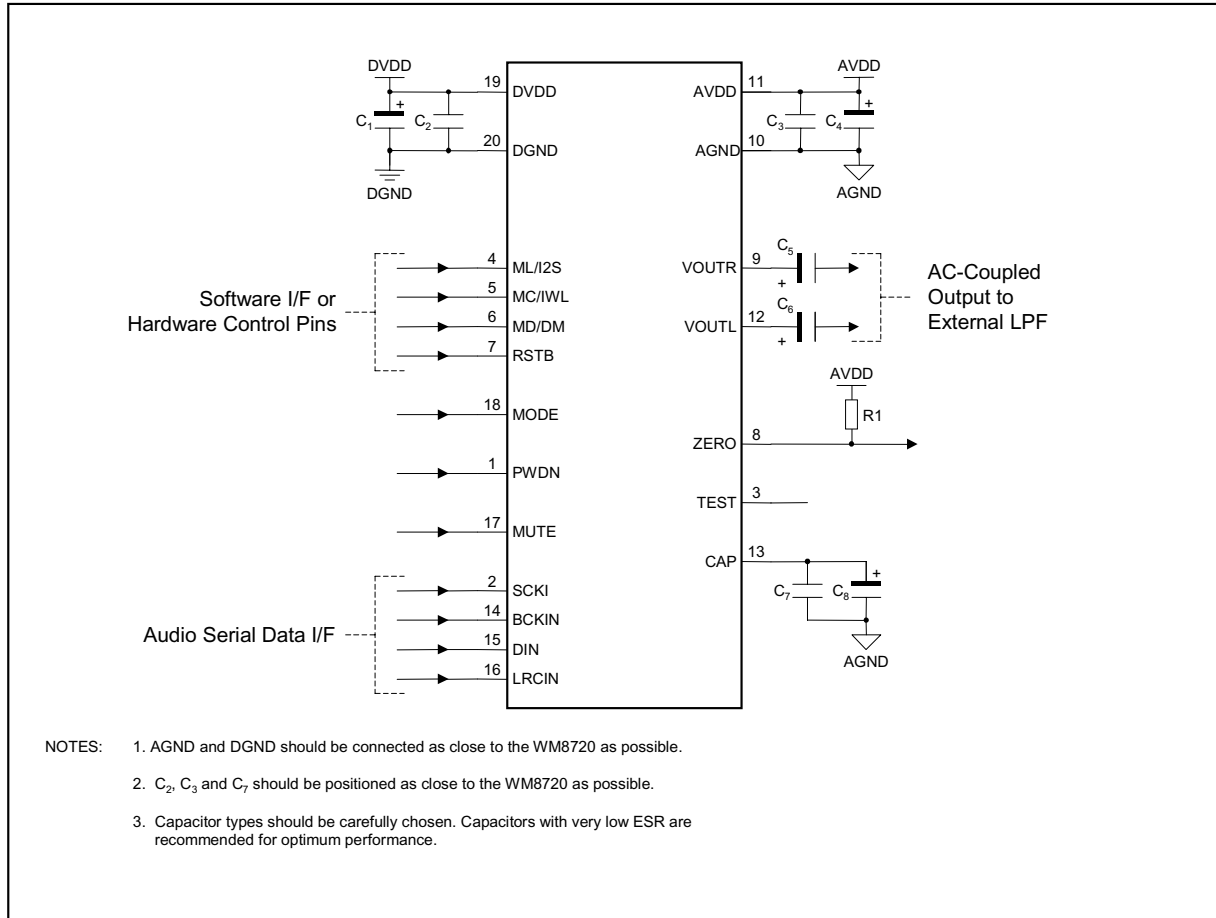 DVDD
AVDD
19
DVDD
AVDD
11
C₁
+
C₂
C₃
C₄
+
20
DGND
AGND
10
DGND
AGND
4
ML/I2S
5
MC/IWL
6
MD/DM
7
RSTB
Software I/F or
Hardware Control Pins
VOUTR
9
C₅
+
VOUTL
12
C₆
+
AC-Coupled
Output to
External LPF
18
MODE
AVDD
R1
ZERO
8
1
PWDN
TEST
3
17
MUTE
CAP
13
C₇
C₈
+
AGND
2
SCKI
14
BCKIN
15
DIN
16
LRCIN
Audio Serial Data I/F
NOTES: 1. AGND and DGND should be connected as close to the WM8720 as possible.
2. C₂, C₃ and C₇ should be positioned as close to the WM8720 as possible.
3. Capacitor types should be carefully chosen. Capacitors with very low ESR are
recommended for optimum performance.